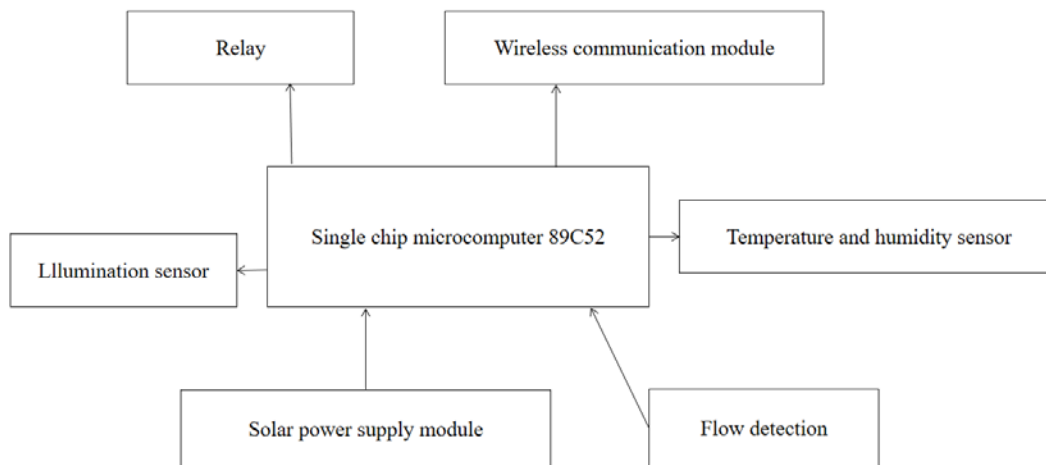 Relay
Wireless communication module
Single chip microcomputer 89C52
Temperature and humidity sensor
Lllumination sensor
Solar power supply module
Flow detection